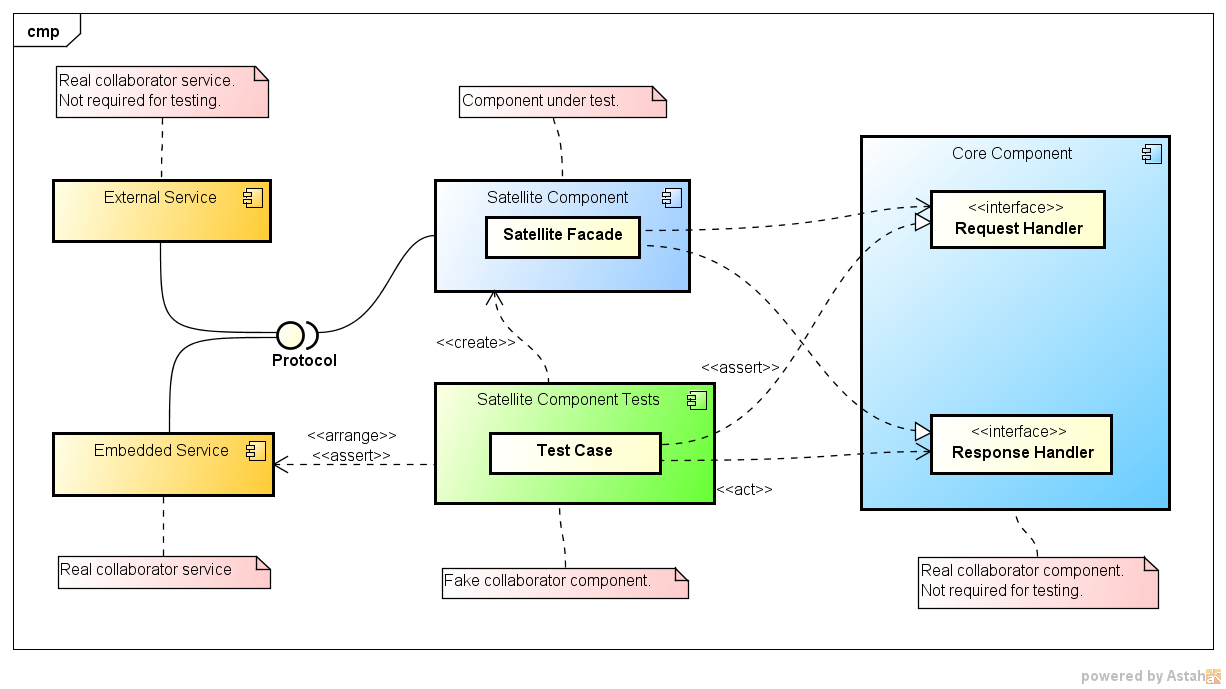 cmp
Real collaborator service.
Not required for testing.
Component under test.
External Service
Satellite Component
Satellite Facade
Core Component
<<interface>>
Request Handler
Protocol
<<create>>
<<assert>>
Satellite Component Tests
Test Case
Embedded Service
<<arrange>>
<<assert>>
<<interface>>
Response Handler
<<act>>
Real collaborator service
Fake collaborator component.
Real collaborator component.
Not required for testing.
powered by Astah